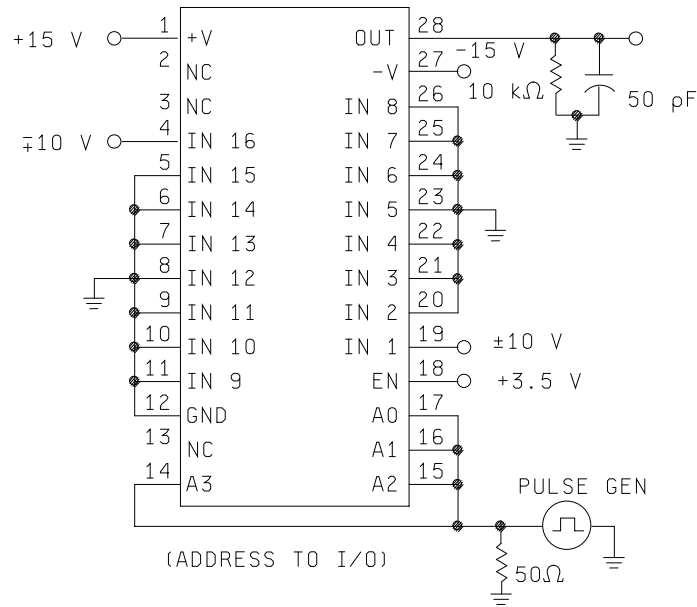 +15 V 1 +V OUT 28
2 NC -V 27 -15 V
3 NC IN 8 26 10 kΩ 50 pF
∓10 V 4 IN 16 IN 7 25
5 IN 15 IN 6 24
6 IN 14 IN 5 23
7 IN 13 IN 4 22
8 IN 12 IN 3 21
9 IN 11 IN 2 20
10 IN 10 IN 1 19 ±10 V
11 IN 9 EN 18 +3.5 V
12 GND A0 17
13 NC A1 16
14 A3 A2 15
PULSE GEN
(ADDRESS TO I/O)
50Ω